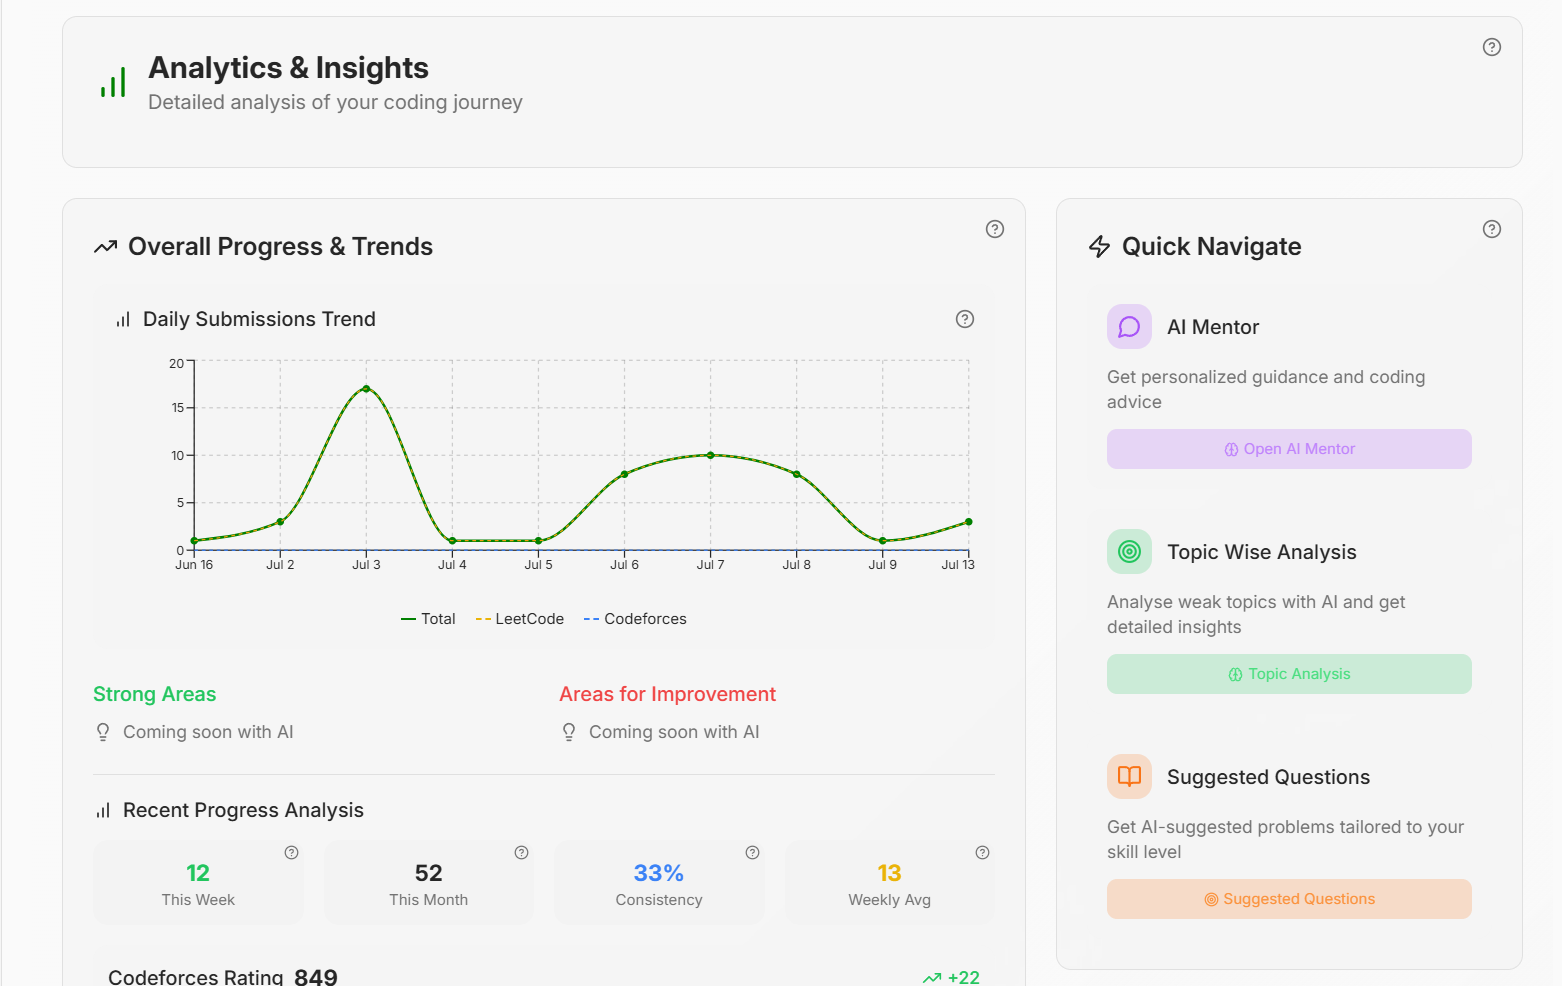 Analytics & Insights
Detailed analysis of your coding journey
Overall Progress & Trends
Daily Submissions Trend
20
15
10
5
0
Jun 16
Jul 2
Jul 3
Jul 4
Jul 5
Jul 6
Jul 7
Jul 8
Jul 9
Jul 13
Total
LeetCode
Codeforces
Strong Areas
Coming soon with AI
Areas for Improvement
Coming soon with AI
Recent Progress Analysis
12
This Week
52
This Month
33%
Consistency
13
Weekly Avg
Codeforces Rating 849
+22
Quick Navigate
AI Mentor
Get personalized guidance and coding
advice
Open AI Mentor
Topic Wise Analysis
Analyse weak topics with AI and get
detailed insights
Topic Analysis
Suggested Questions
Get AI-suggested problems tailored to your
skill level
Suggested Questions